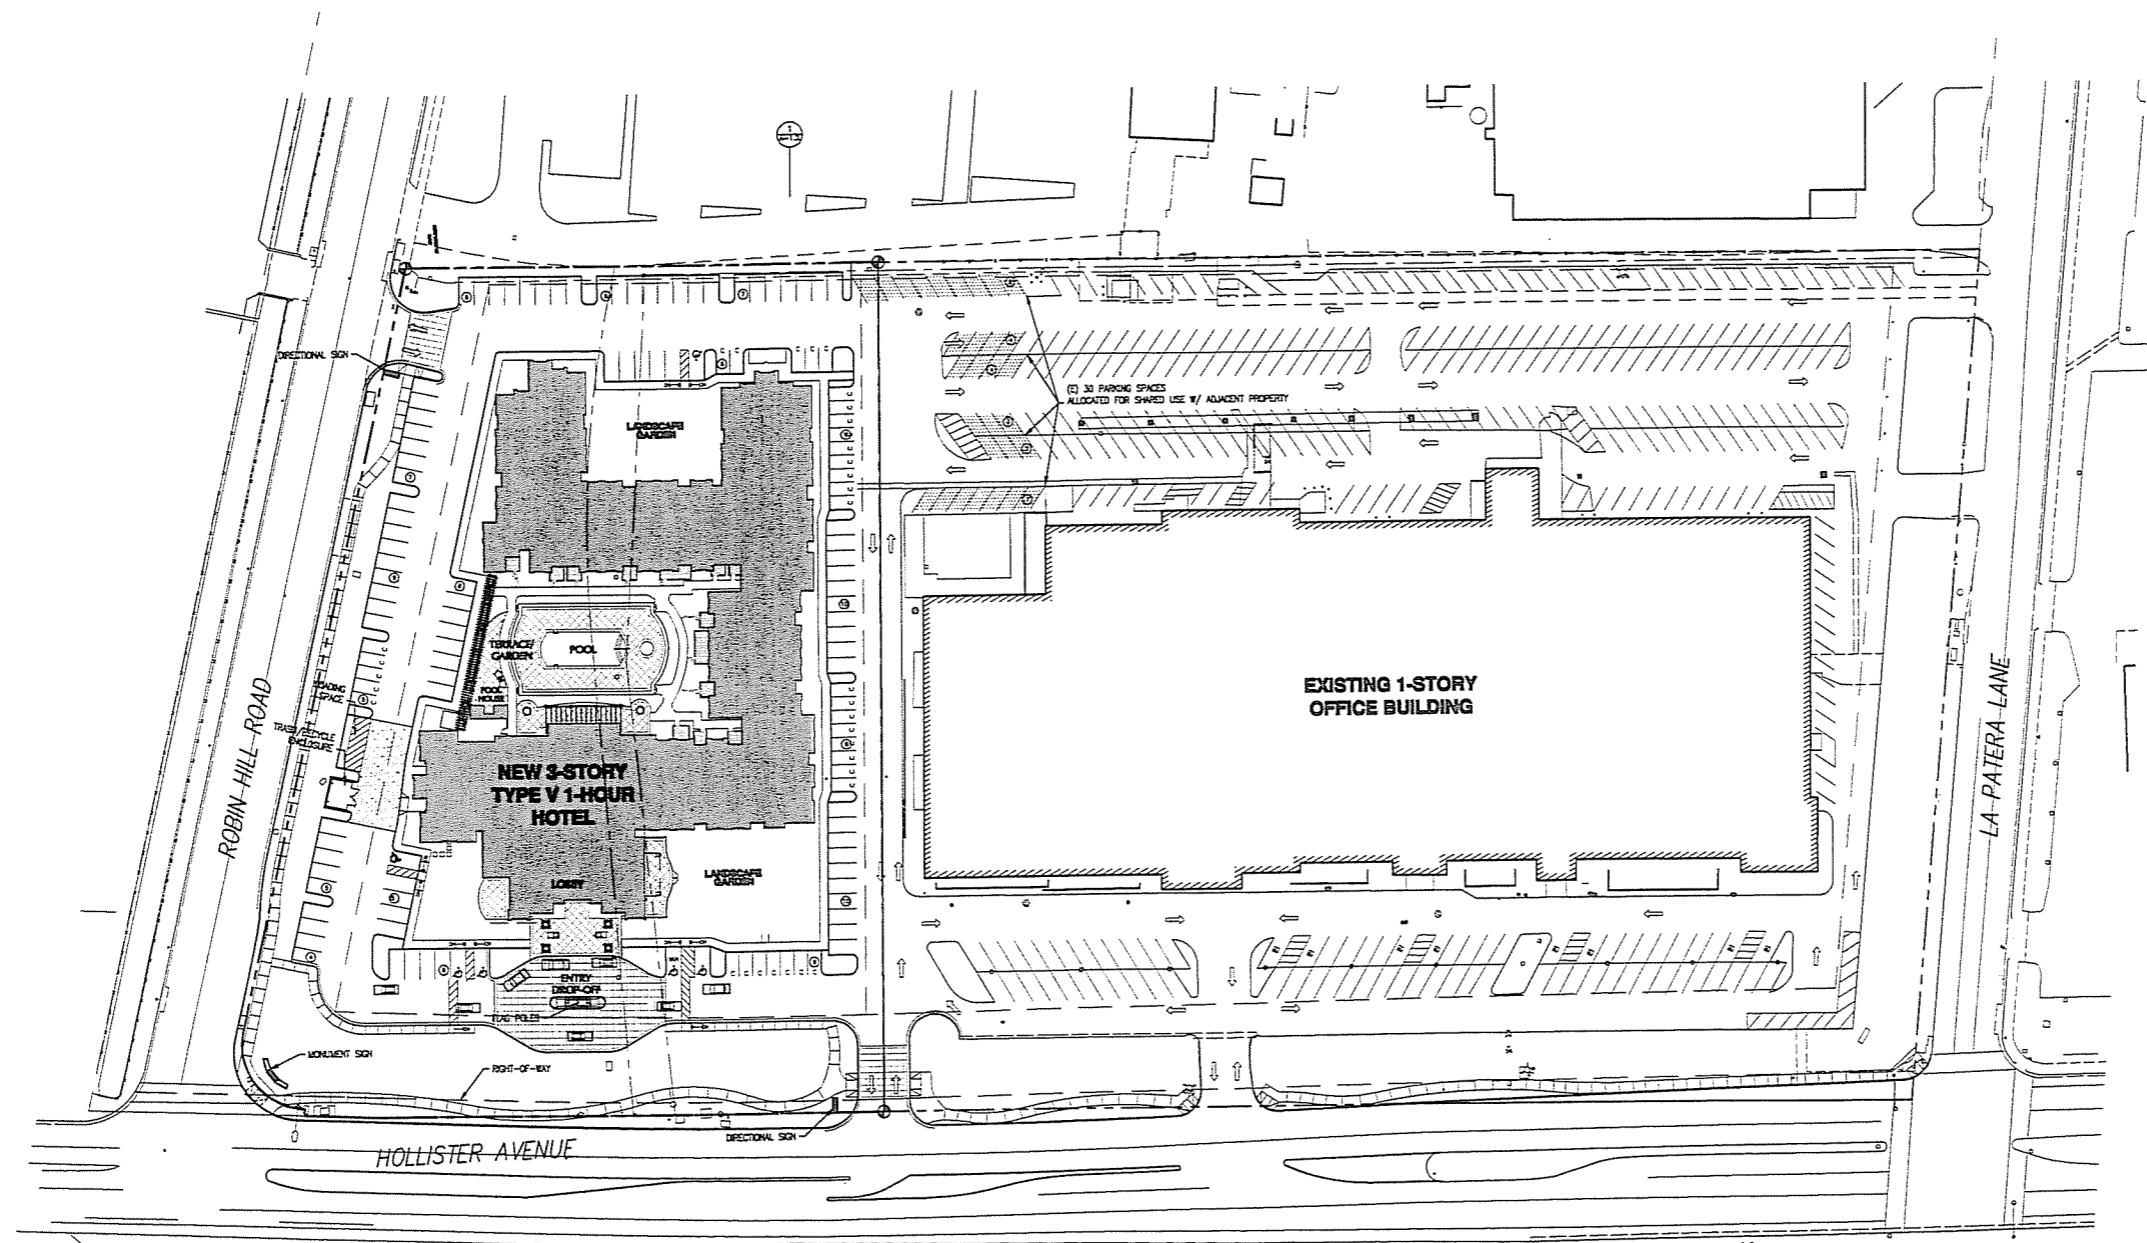 DIRECTIONAL SIGN
(E) 30 PARKING SPACES
ALLOCATED FOR SHARED USE W/ ADJACENT PROPERTY
LANDSCAPE
GARDEN
TERRACE/
GARDEN
POOL
POOL
HOUSE
LOADING
SPACE
TRASH/RECYCLE
ENCLOSURE
ROBIN HILL ROAD
EXISTING 1-STORY
OFFICE BUILDING
LA PATERA LANE
NEW 3-STORY
TYPE V 1-HOUR
HOTEL
LOBBY
LANDSCAPE
GARDEN
ENTRY
DROP-OFF
FLAG POLES
MONUMENT SIGN
RIGHT-OF-WAY
DIRECTIONAL SIGN
HOLLISTER AVENUE